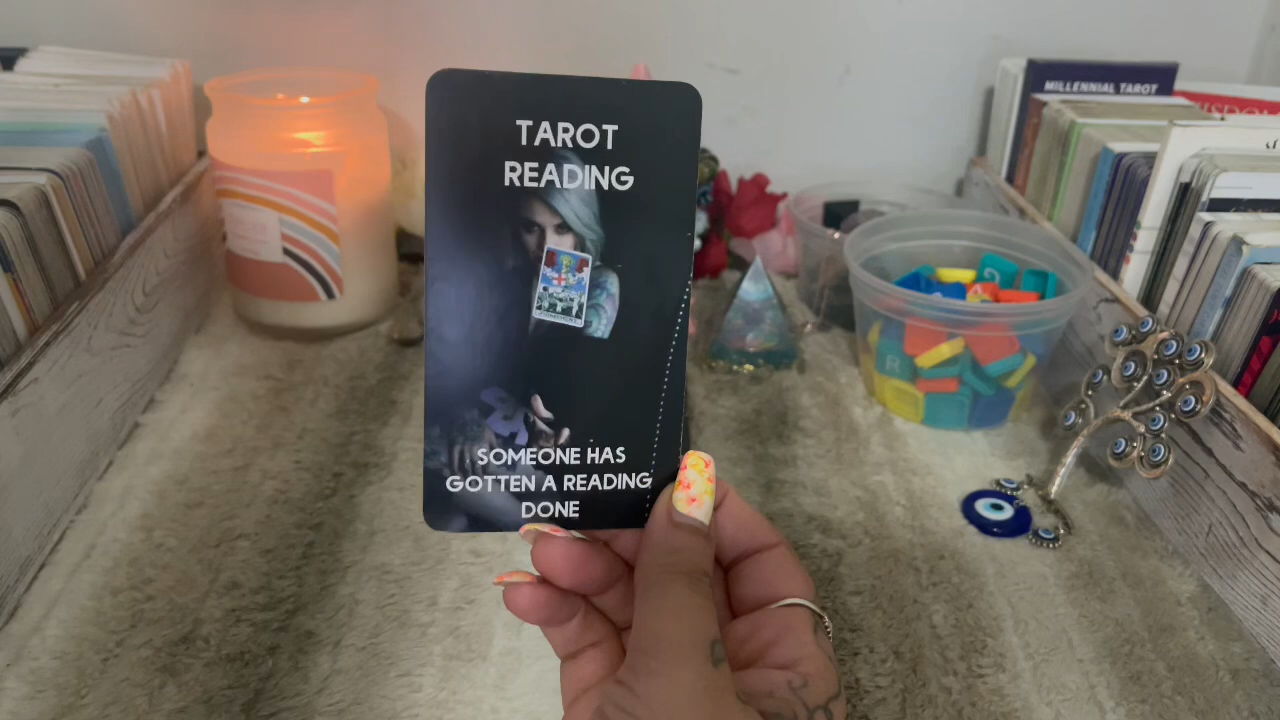 TAROT
READING
SOMEONE HAS
GOTTEN A READING
DONE
MILLENNIAL TAROT
R